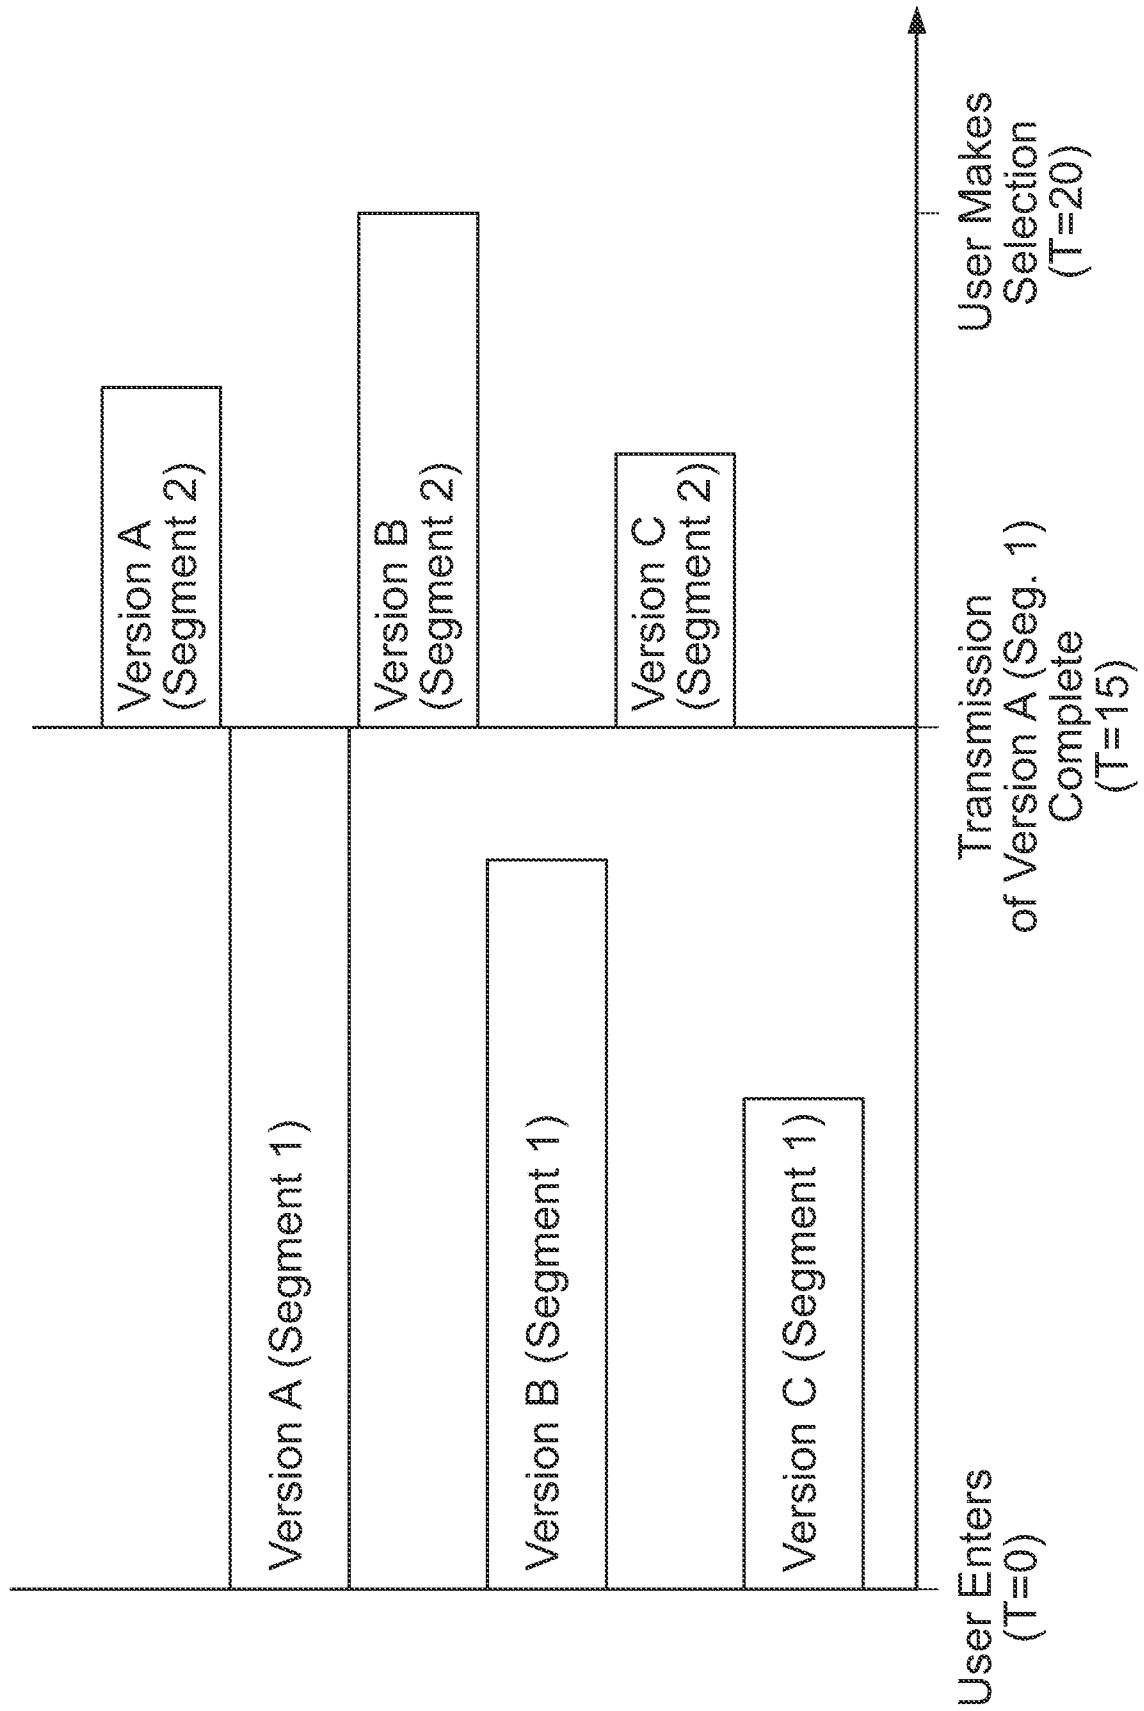 Version A
(Segment 2)
Version A (Segment 1)
Version B
(Segment 2)
Version B (Segment 1)
Version C
(Segment 2)
Version C (Segment 1)
User Enters
(T=0)
Transmission
of Version A (Seg. 1)
Complete
(T=15)
User Makes
Selection
(T=20)